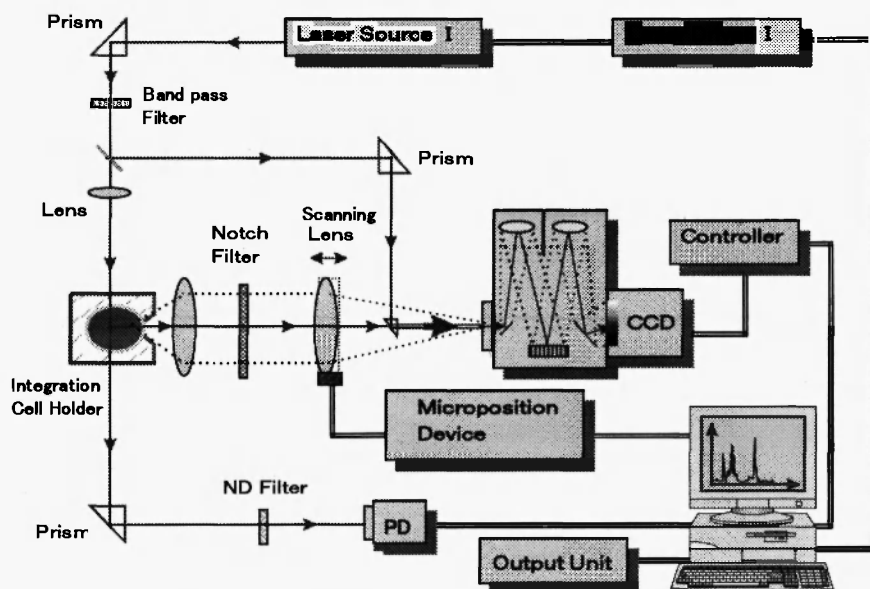 Prism
Laser Source I
I
Band pass
Filter
Prism
Lens
Notch
Filter
Scanning
Lens
Controller
CCD
Integration
Cell Holder
Microposition
Device
ND Filter
Prism
PD
Output Unit